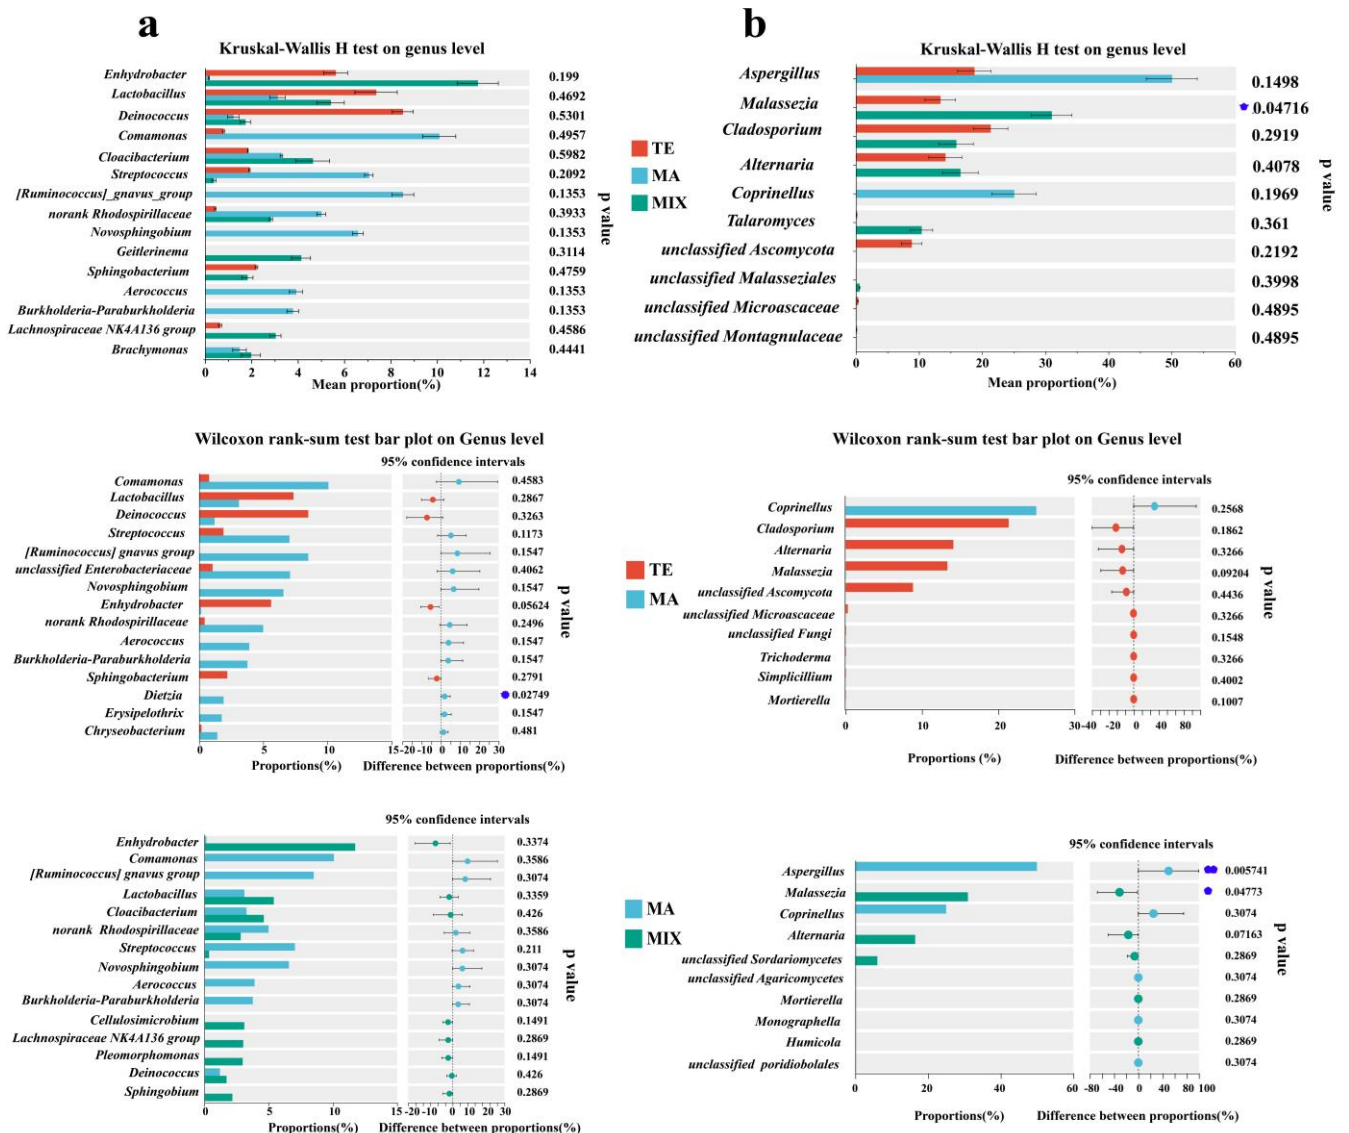 a
Kruskal-Wallis H test on genus level
Enhydrobacter 0.199
Lactobacillus 0.4692
Deinococcus 0.5301
Comamonas 0.4957
Cloacibacterium 0.5982
Streptococcus 0.2092
[Ruminococcus]_gnavus_group 0.1353
norank Rhodospirillaceae 0.3933
Novosphingobium 0.1353
Geitlerinema 0.3114
Sphingobacterium 0.4759
Aerococcus 0.1353
Burkholderia-Paraburkholderia 0.1353
Lachnospiraceae NK4A136 group 0.4586
Brachymonas 0.4441
0 2 4 6 8 10 12 14
Mean proportion(%)
p value
TE
MA
MIX
b
Kruskal-Wallis H test on genus level
Aspergillus 0.1498
Malassezia 0.04716
Cladosporium 0.2919
Alternaria 0.4078
Coprinellus 0.1969
Talaromyces 0.361
unclassified Ascomycota 0.2192
unclassified Malasseziales 0.3998
unclassified Microascaceae 0.4895
unclassified Montagnulaceae 0.4895
0 10 20 30 40 50 60
Mean proportion(%)
p value
Wilcoxon rank-sum test bar plot on Genus level
95% confidence intervals
Comamonas 0.4583
Lactobacillus 0.2867
Deinococcus 0.3263
Streptococcus 0.1173
[Ruminococcus] gnavus group 0.1547
unclassified Enterobacteriaceae 0.4062
Novosphingobium 0.1547
Enhydrobacter 0.05624
norank Rhodospirillaceae 0.2496
Aerococcus 0.1547
Burkholderia-Paraburkholderia 0.1547
Sphingobacterium 0.2791
Dietzia 0.02749
Erysipelothrix 0.1547
Chryseobacterium 0.481
0 5 10 15 -20 -10 0 10 20 30
Proportions(%) Difference between proportions(%)
p value
TE
MA
Wilcoxon rank-sum test bar plot on Genus level
95% confidence intervals
Coprinellus 0.2568
Cladosporium 0.1862
Alternaria 0.3266
Malassezia 0.09204
unclassified Ascomycota 0.4436
unclassified Microascaceae 0.3266
unclassified Fungi 0.1548
Trichoderma 0.3266
Simplicillium 0.4002
Mortierella 0.1007
0 10 20 30 -40 -20 0 40 80
Proportions (%) Difference between proportions(%)
p value
95% confidence intervals
Enhydrobacter 0.3374
Comamonas 0.3586
[Ruminococcus] gnavus group 0.3074
Lactobacillus 0.3359
Cloacibacterium 0.426
norank Rhodospirillaceae 0.3586
Streptococcus 0.211
Novosphingobium 0.3074
Aerococcus 0.3074
Burkholderia-Paraburkholderia 0.3074
Cellulosimicrobium 0.1491
Lachnospiraceae NK4A136 group 0.2869
Pleomorphomonas 0.1491
Deinococcus 0.426
Sphingobium 0.2869
0 5 10 15 -20 -10 0 10 20 30
Proportions(%) Difference between proportions(%)
p value
MA
MIX
95% confidence intervals
Aspergillus 0.005741
Malassezia 0.04773
Coprinellus 0.3074
Alternaria 0.07163
unclassified Sordariomycetes 0.2869
unclassified Agaricomycetes 0.3074
Mortierella 0.2869
Monographella 0.3074
Humicola 0.2869
unclassified poridiobolales 0.3074
0 20 40 60 -80 -40 0 40 80 100
Proportions(%) Difference between proportions(%)
p value